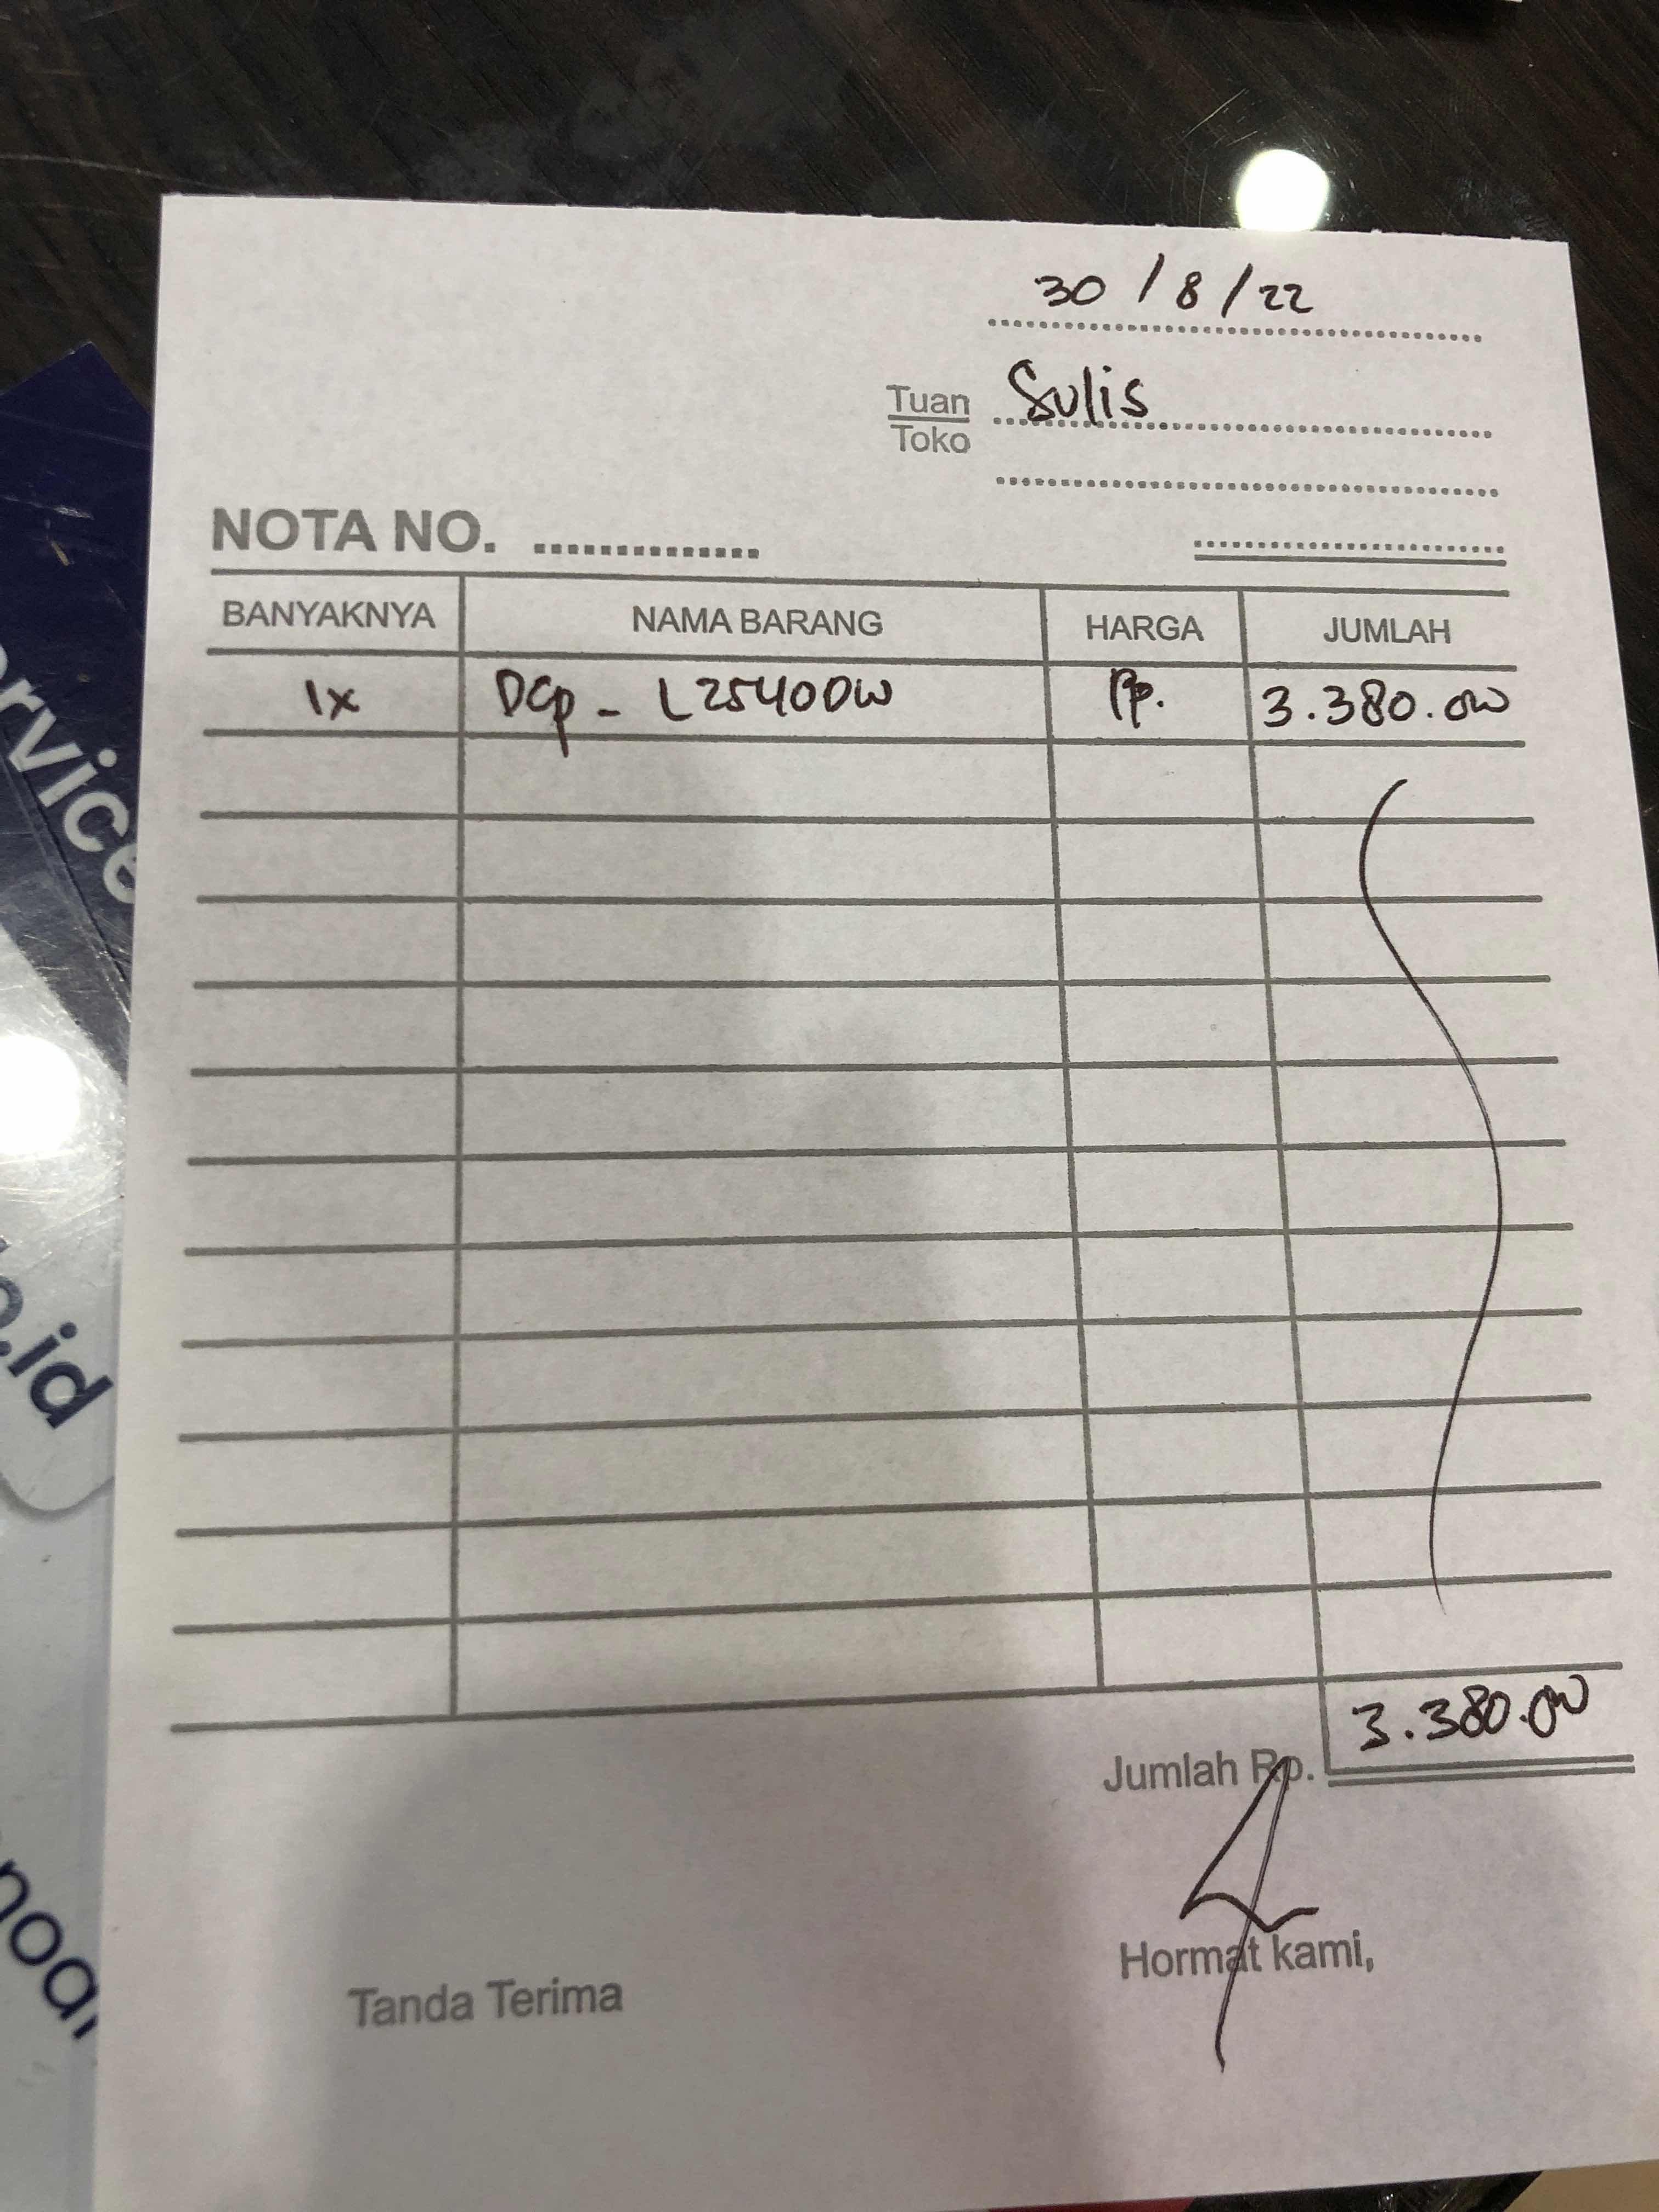 30 / 8 / 22
Tuan Sulis
Toko
NOTA NO. ..............
BANYAKNYA NAMA BARANG HARGA JUMLAH
1x DCP - L2540DW Rp. 3.380.000
Jumlah Rp. 3.380.000
Hormat kami,
Tanda Terima
.id